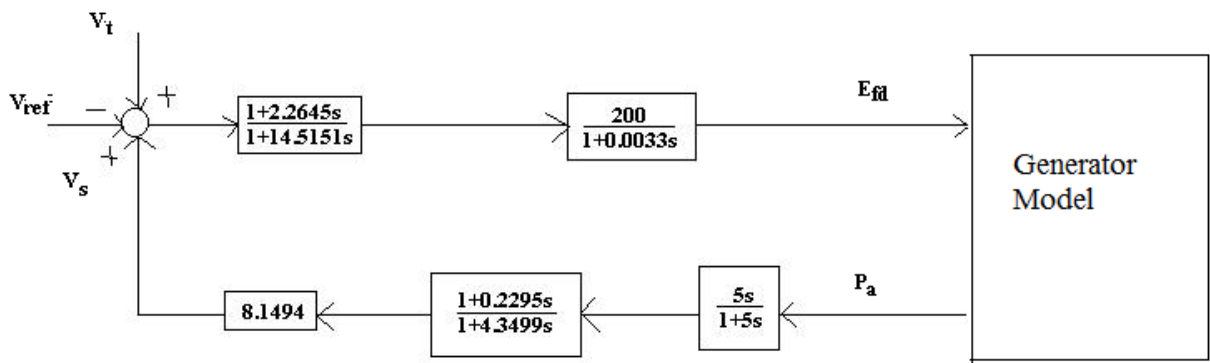 V_t
V_ref
−
+
+
V_s
1+2.2645s
1+14.5151s
200
1+0.0033s
E_fd
Generator
Model
8.1494
1+0.2295s
1+4.3499s
5s
1+5s
P_a